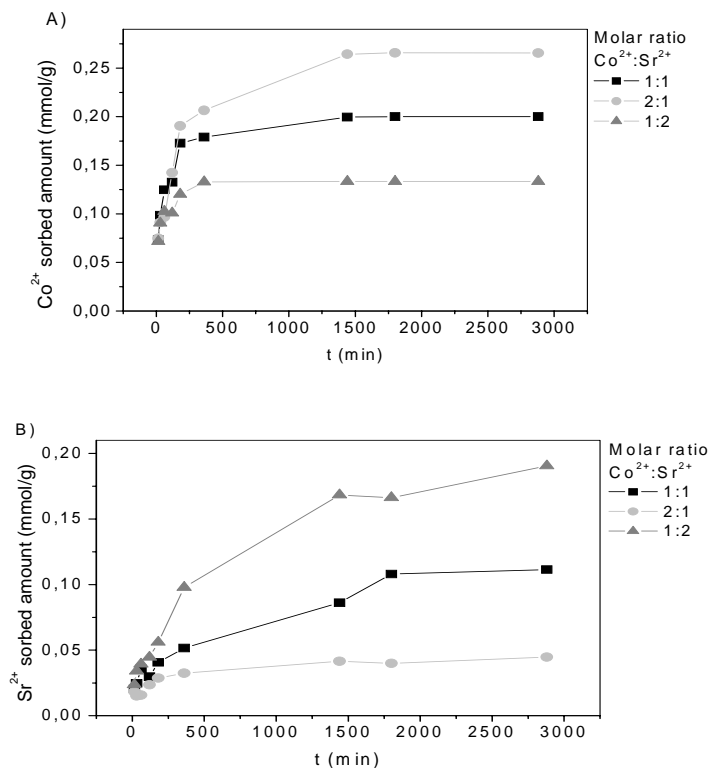 A)
Molar ratio
Co²⁺:Sr²⁺
1:1
2:1
1:2
0,25
0,20
0,15
0,10
0,05
0,00
Co²⁺ sorbed amount (mmol/g)
0 500 1000 1500 2000 2500 3000
t (min)
B)
Molar ratio
Co²⁺:Sr²⁺
1:1
2:1
1:2
0,20
0,15
0,10
0,05
0,00
Sr²⁺ sorbed amount (mmol/g)
0 500 1000 1500 2000 2500 3000
t (min)